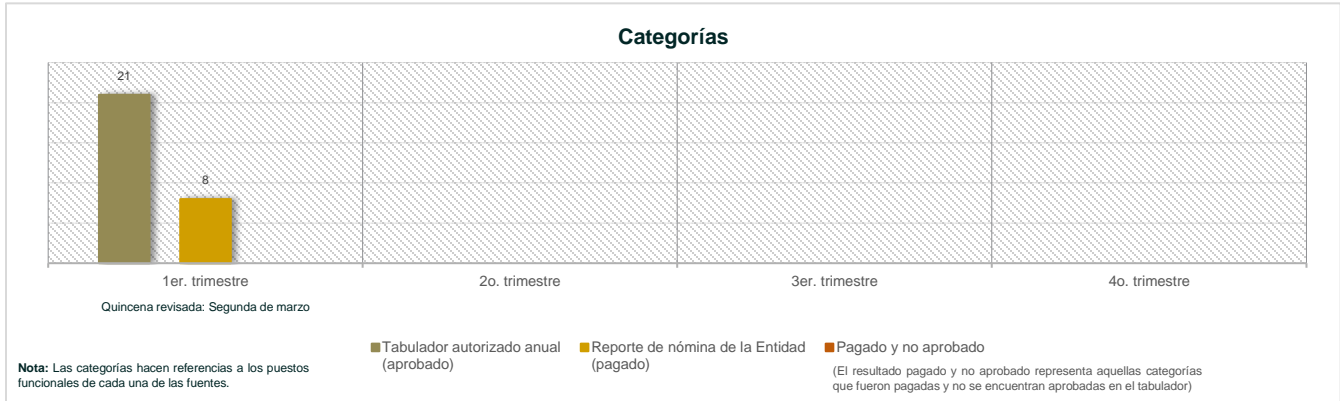 Categorías
21
8
1er. trimestre
2o. trimestre
3er. trimestre
4o. trimestre
Quincena revisada: Segunda de marzo
Tabulador autorizado anual
(aprobado)
Reporte de nómina de la Entidad
(pagado)
Pagado y no aprobado
(El resultado pagado y no aprobado representa aquellas categorías
que fueron pagadas y no se encuentran aprobadas en el tabulador)
Nota: Las categorías hacen referencias a los puestos
funcionales de cada una de las fuentes.